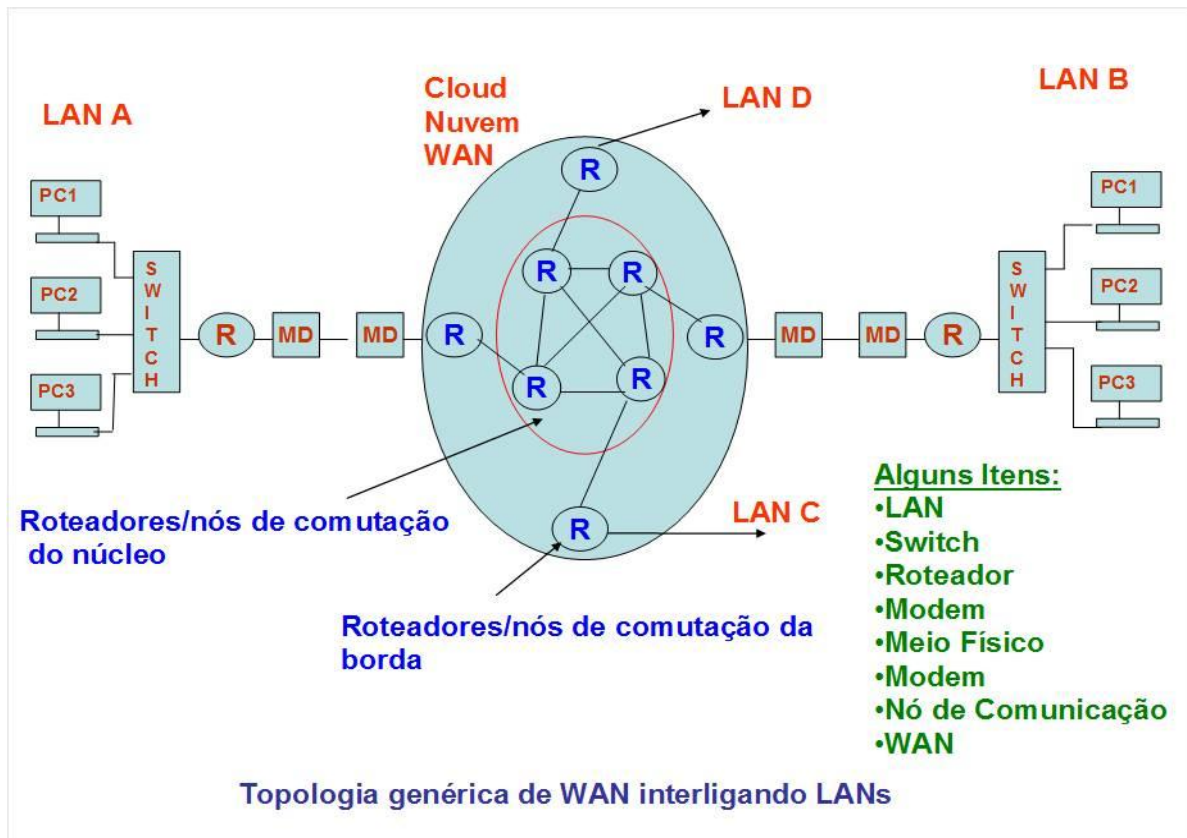 LAN A
Cloud
Nuvem
WAN
LAN D
LAN B
PC1
PC2
PC3
SWITCH
R
MD
MD
R
R
R
R
R
R
R
R
MD
MD
R
SWITCH
PC1
PC2
PC3
Roteadores/nós de comutação
do núcleo
LAN C
Roteadores/nós de comutação da
borda
Alguns Itens:
•LAN
•Switch
•Roteador
•Modem
•Meio Físico
•Modem
•Nó de Comunicação
•WAN
Topologia genérica de WAN interligando LANs